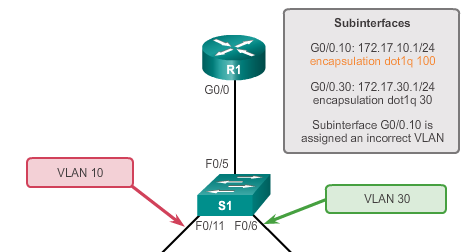 Subinterfaces
G0/0.10: 172.17.10.1/24
encapsulation dot1q 100
G0/0.30: 172.17.30.1/24
encapsulation dot1q 30
Subinterface G0/0.10 is
assigned an incorrect VLAN
R1
G0/0
F0/5
VLAN 10
S1
VLAN 30
F0/11
F0/6